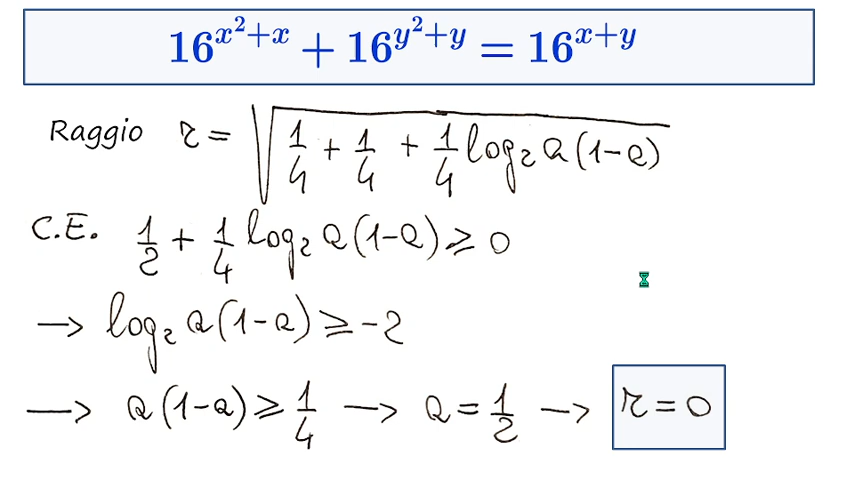 16^{x^2+x} + 16^{y^2+y} = 16^{x+y}
Raggio r = √(1/4 + 1/4 + 1/4 log₂ a(1-a))
C.E. 1/2 + 1/4 log₂ a(1-a) ≥ 0
→ log₂ a(1-a) ≥ -2
→ a(1-a) ≥ 1/4 → a = 1/2 → r = 0